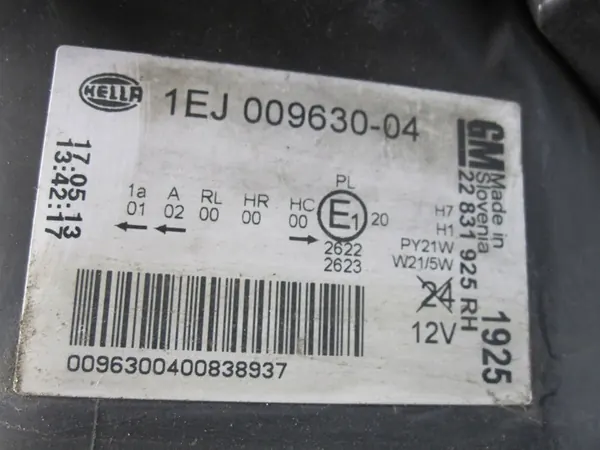 HELLA
1EJ 009630-04
17.05.13
13:42:17
1a A RL HR HC PL
01 02 00 00 00 E1 20
2622
2623
H7
H1
PY21W
W21/5W
24
12V
0096300400838937
GM
Made in
Slovenia
22 831 925 RH
1925